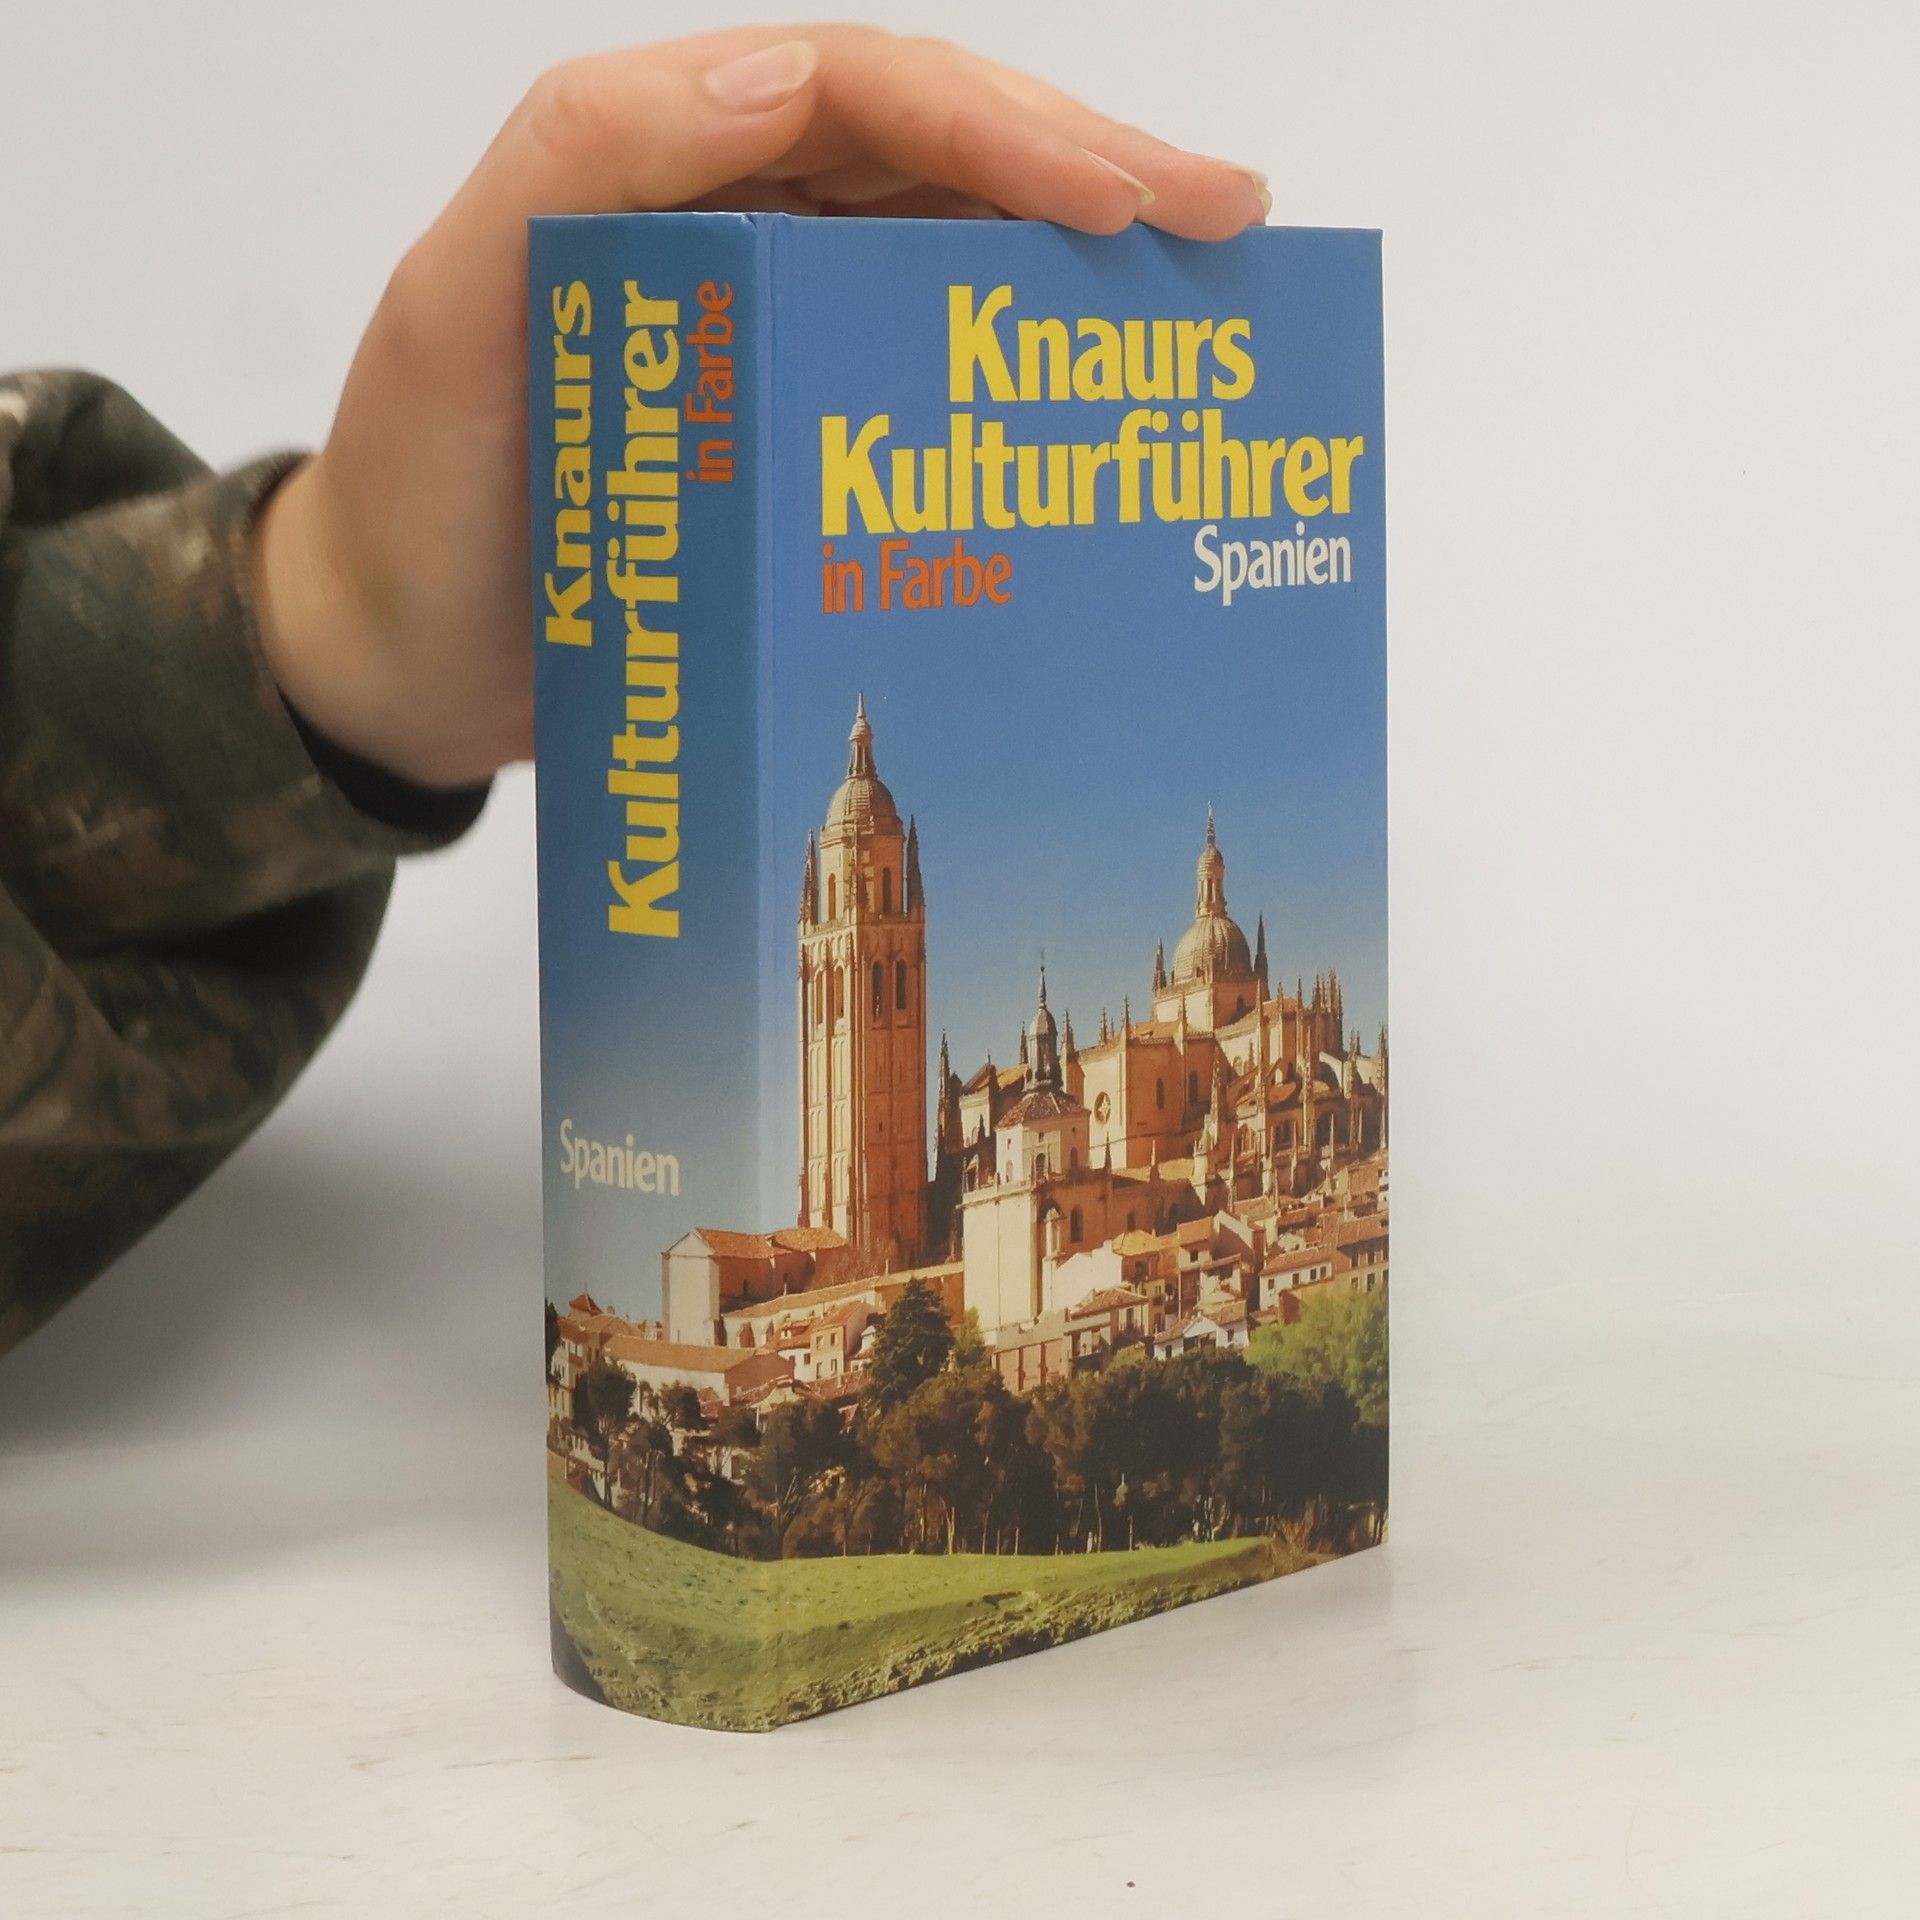 Knaurs
Kulturführer
in Farbe
Spanien
Knaurs
Kulturführer
in Farbe
Spanien